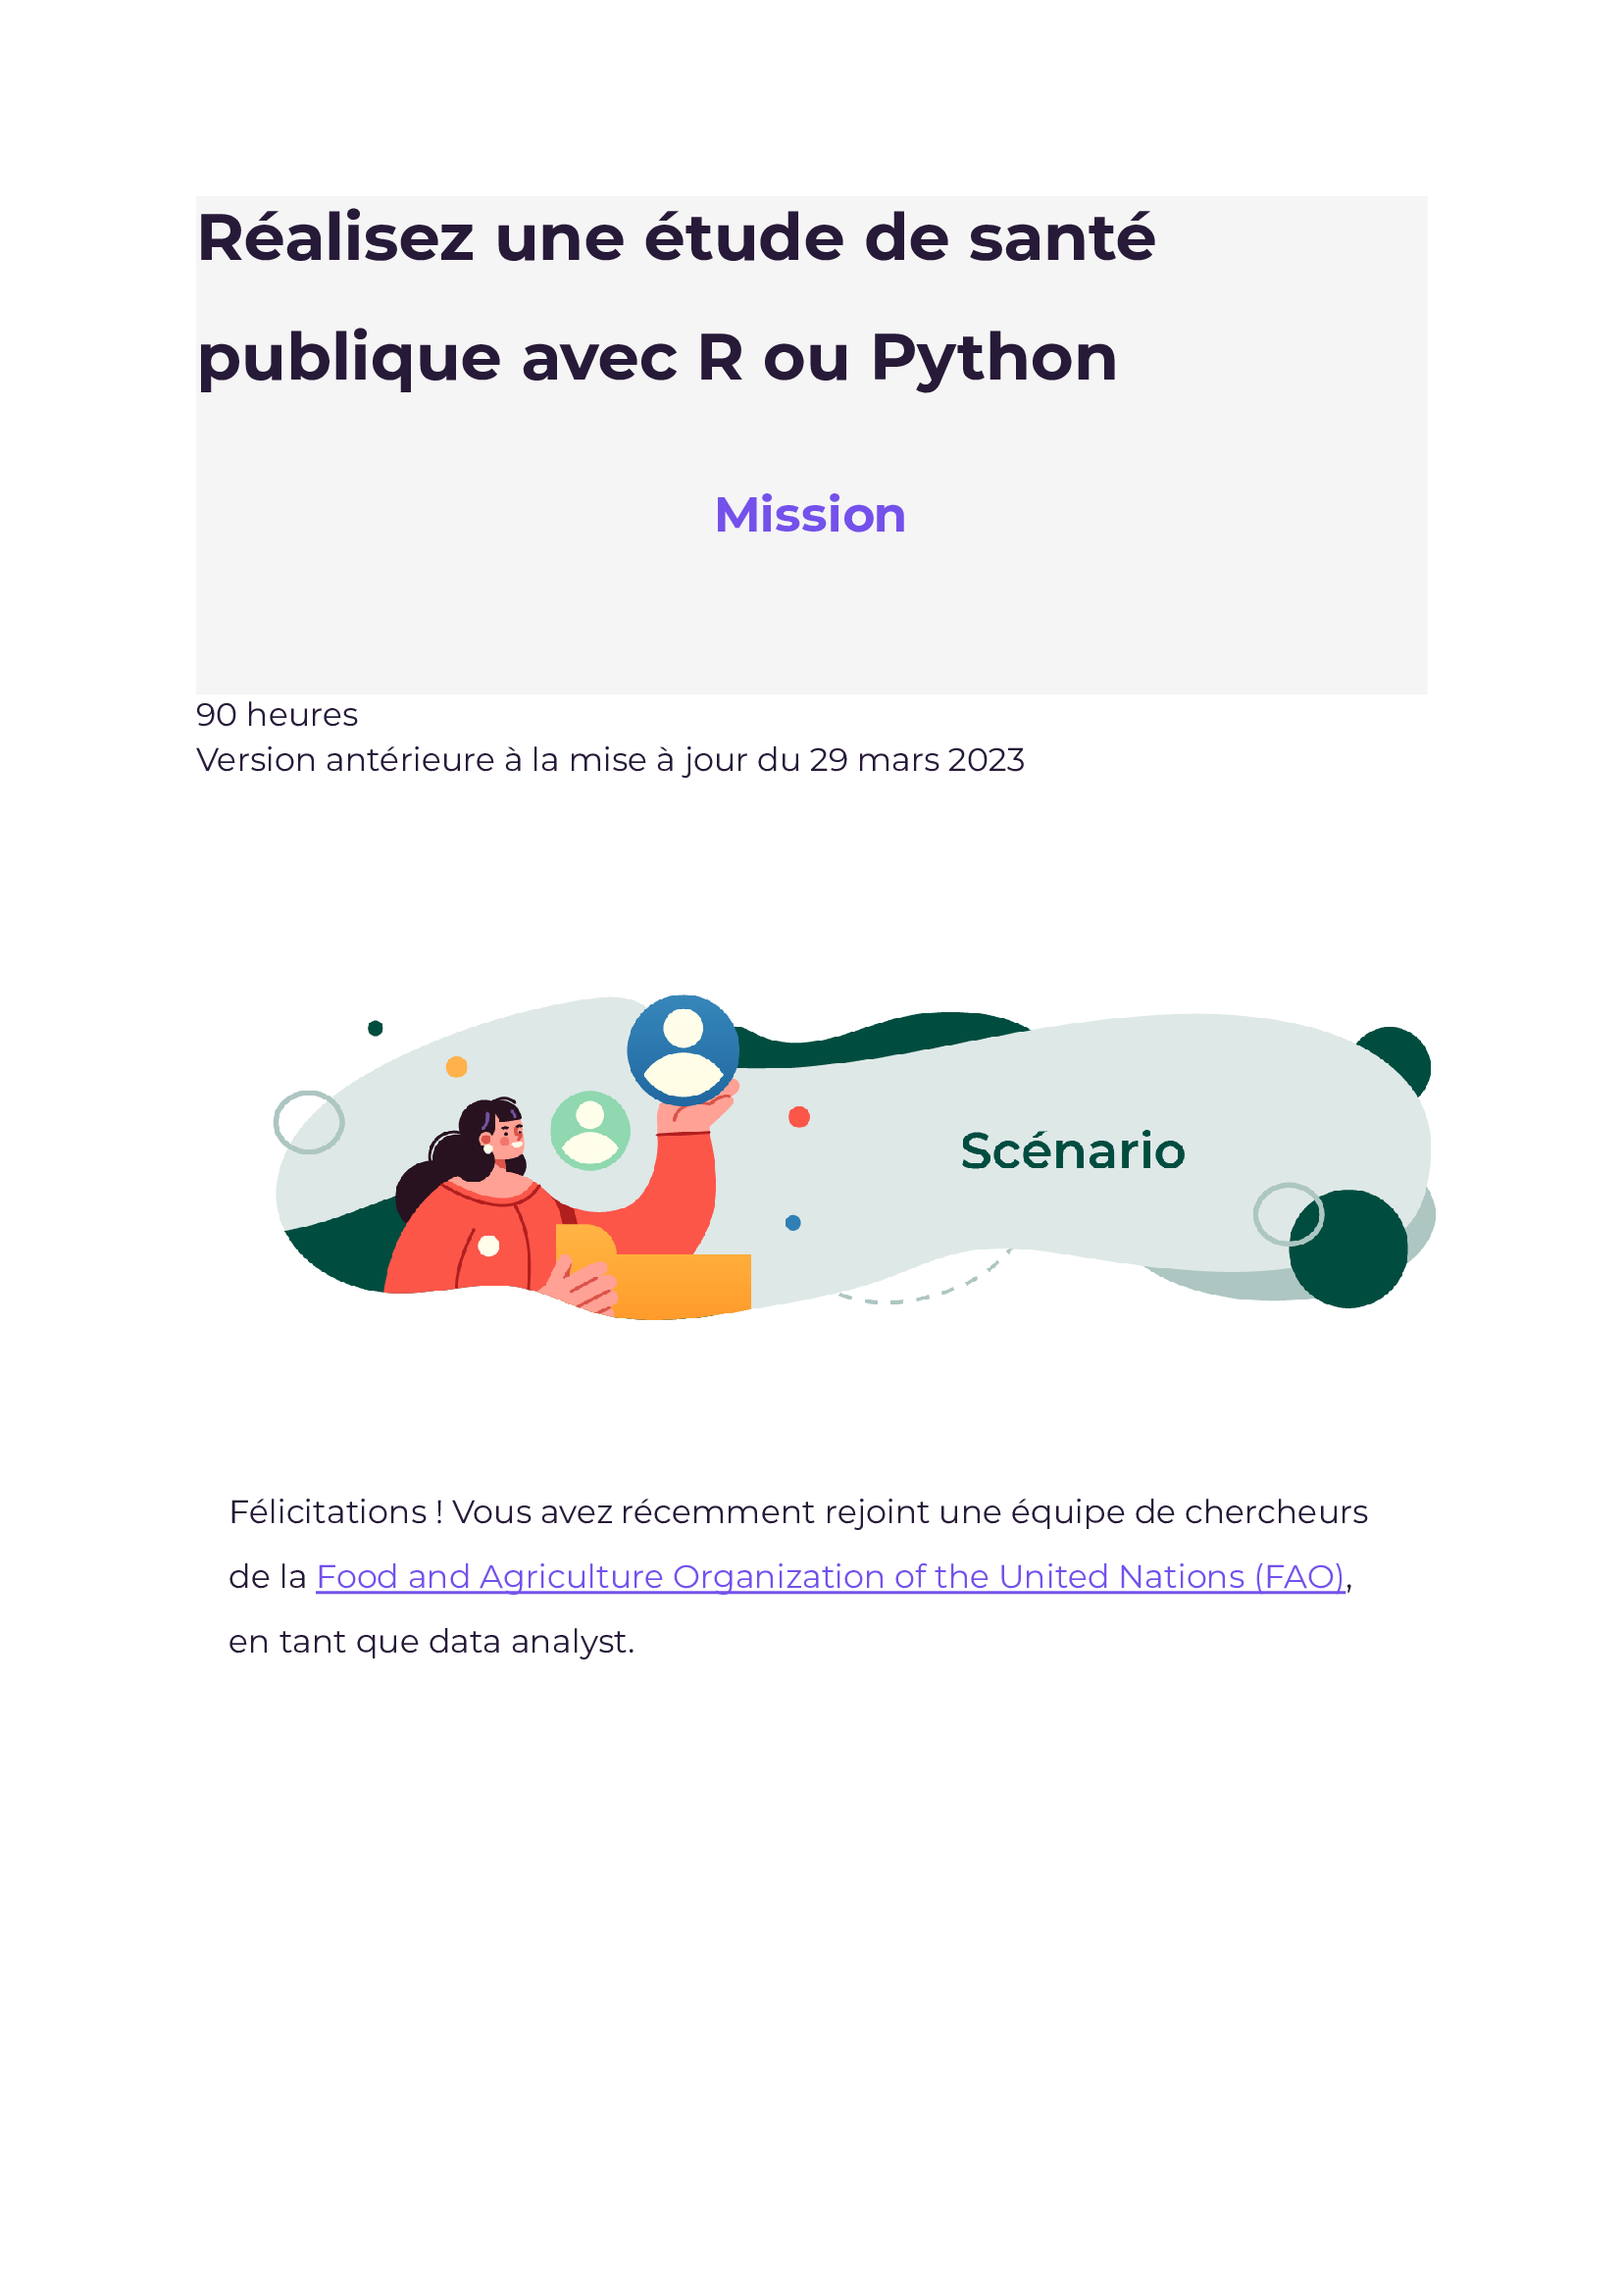 Réalisez une étude de santé
publique avec R ou Python
Mission
90 heures
Version antérieure à la mise à jour du 29 mars 2023
Scénario
Félicitations ! Vous avez récemment rejoint une équipe de chercheurs
de la Food and Agriculture Organization of the United Nations (FAO),
en tant que data analyst.